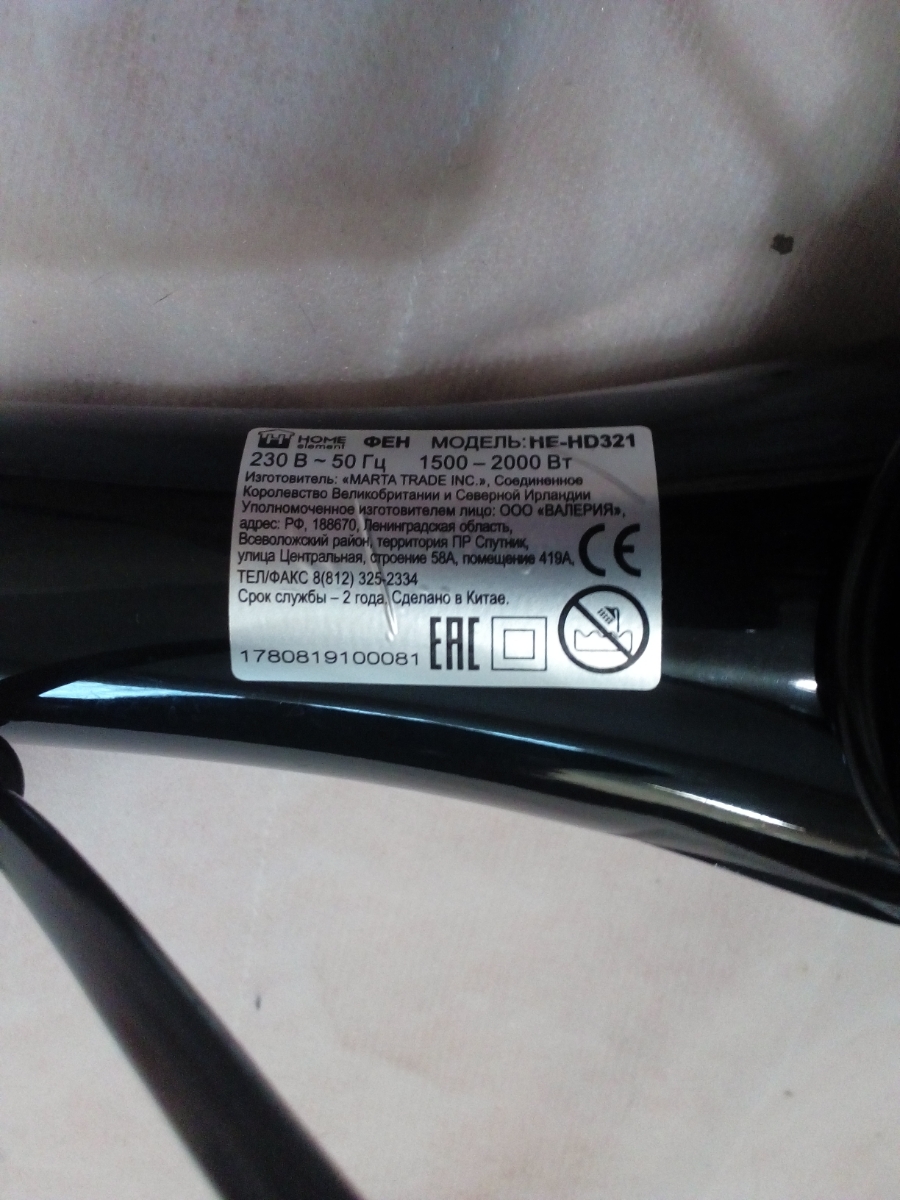 HOME element ФЕН МОДЕЛЬ: HE-HD321
230 В ~ 50 Гц 1500 – 2000 Вт
Изготовитель: «MARTA TRADE INC.», Соединенное
Королевство Великобритании и Северной Ирландии
Уполномоченное изготовителем лицо: ООО «ВАЛЕРИЯ»,
адрес: РФ, 188670, Ленинградская область,
Всеволожский район, территория ПР Спутник,
улица Центральная, строение 58А, помещение 419А,
ТЕЛ/ФАКС 8(812) 325-2334
Срок службы – 2 года. Сделано в Китае.
CE
1780819100081 EAC